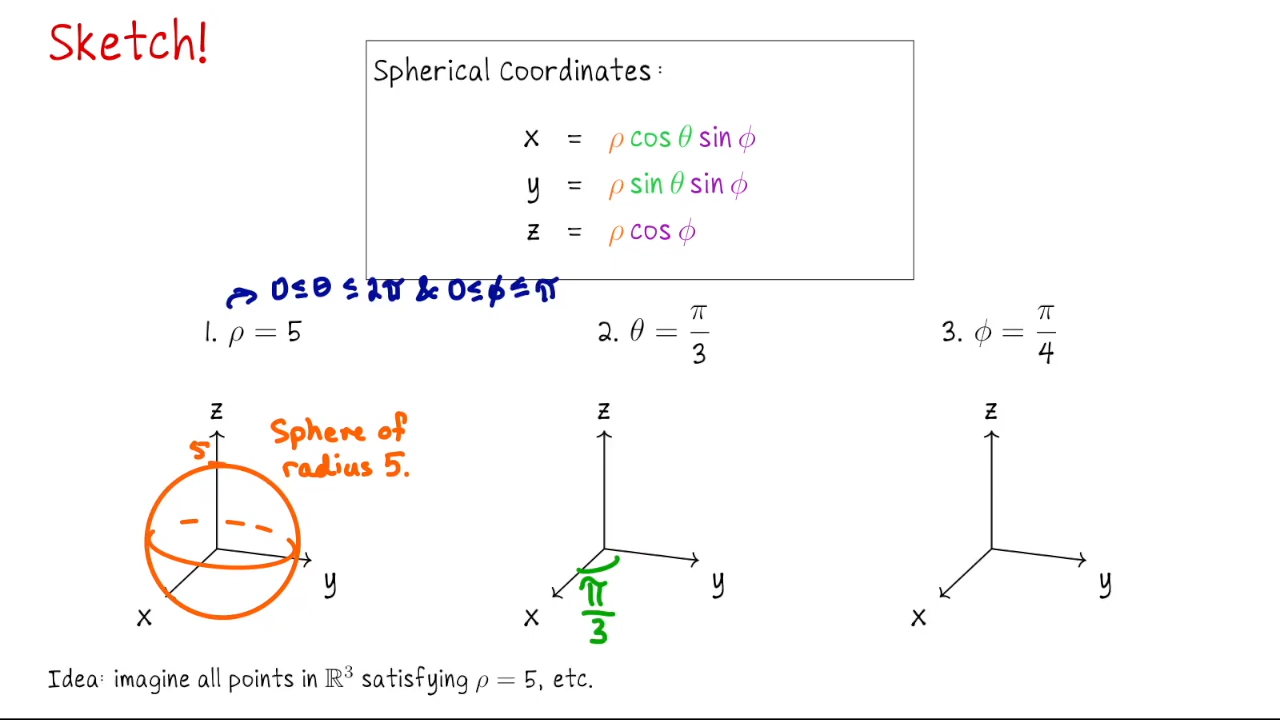 Sketch!
Spherical Coordinates:
x = ρ cos θ sin ϕ
y = ρ sin θ sin ϕ
z = ρ cos ϕ
0 ≤ θ ≤ 2π & 0 ≤ ϕ ≤ π
1. ρ = 5
2. θ = π/3
3. ϕ = π/4
z
5
Sphere of
radius 5.
y
x
z
y
x
π/3
z
y
x
Idea: imagine all points in ℝ³ satisfying ρ = 5, etc.